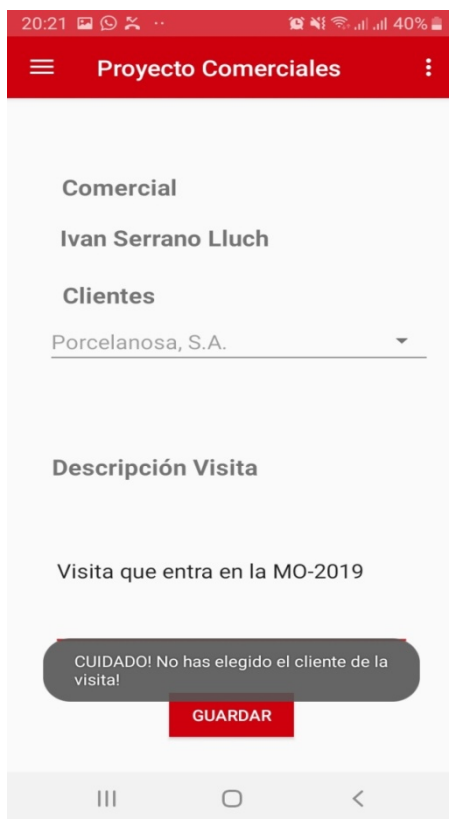 20:21 40%
Proyecto Comerciales
Comercial
Ivan Serrano Lluch
Clientes
Porcelanosa, S.A.
Descripción Visita
Visita que entra en la MO-2019
CUIDADO! No has elegido el cliente de la
visita!
GUARDAR